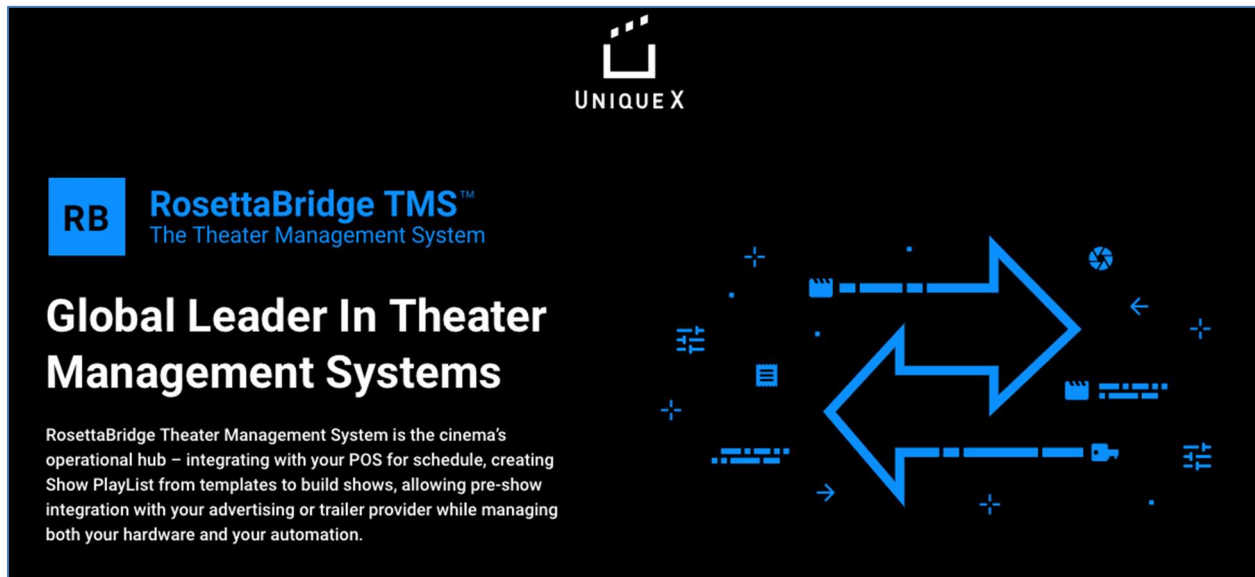 UNIQUE X
RB
RosettaBridge TMS™
The Theater Management System
Global Leader In Theater
Management Systems
RosettaBridge Theater Management System is the cinema’s
operational hub – integrating with your POS for schedule, creating
Show PlayList from templates to build shows, allowing pre-show
integration with your advertising or trailer provider while managing
both your hardware and your automation.